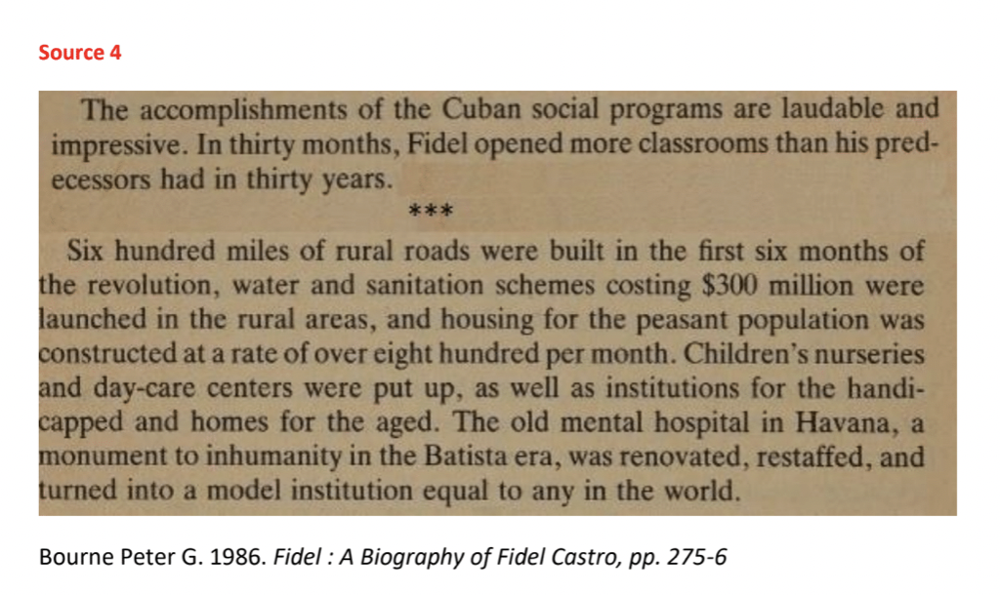 Source 4
The accomplishments of the Cuban social programs are laudable and
impressive. In thirty months, Fidel opened more classrooms than his pred-
ecessors had in thirty years.
***
Six hundred miles of rural roads were built in the first six months of
the revolution, water and sanitation schemes costing $300 million were
launched in the rural areas, and housing for the peasant population was
constructed at a rate of over eight hundred per month. Children's nurseries
and day-care centers were put up, as well as institutions for the handi-
capped and homes for the aged. The old mental hospital in Havana, a
monument to inhumanity in the Batista era, was renovated, restaffed, and
turned into a model institution equal to any in the world.
Bourne Peter G. 1986. Fidel : A Biography of Fidel Castro, pp. 275-6